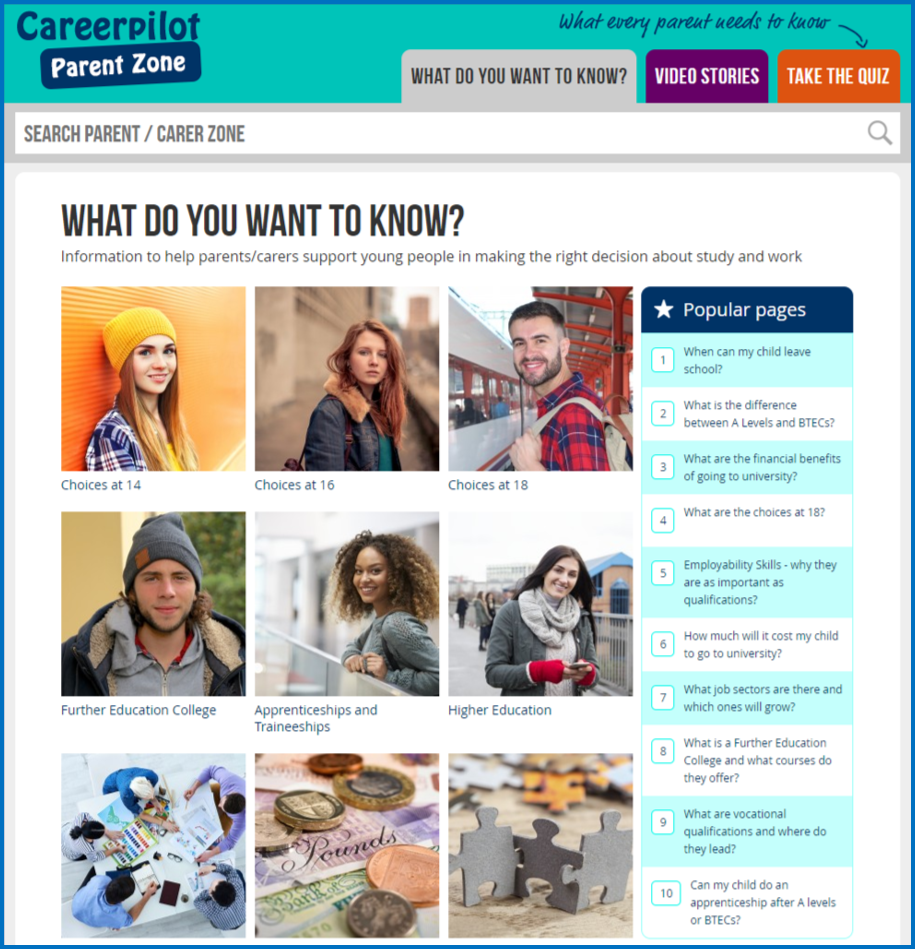 Careerpilot
Parent Zone
What every parent needs to know
WHAT DO YOU WANT TO KNOW?
VIDEO STORIES
TAKE THE QUIZ
SEARCH PARENT / CARER ZONE
WHAT DO YOU WANT TO KNOW?
Information to help parents/carers support young people in making the right decision about study and work
Choices at 14
Choices at 16
Choices at 18
Further Education College
Apprenticeships and
Traineeships
Higher Education
Pounds
Popular pages
1
When can my child leave
school?
2
What is the difference
between A Levels and BTECs?
3
What are the financial benefits
of going to university?
4
What are the choices at 18?
5
Employability Skills - why they
are as important as
qualifications?
6
How much will it cost my child
to go to university?
7
What job sectors are there and
which ones will grow?
8
What is a Further Education
College and what courses do
they offer?
9
What are vocational
qualifications and where do
they lead?
10
Can my child do an
apprenticeship after A levels
or BTECs?